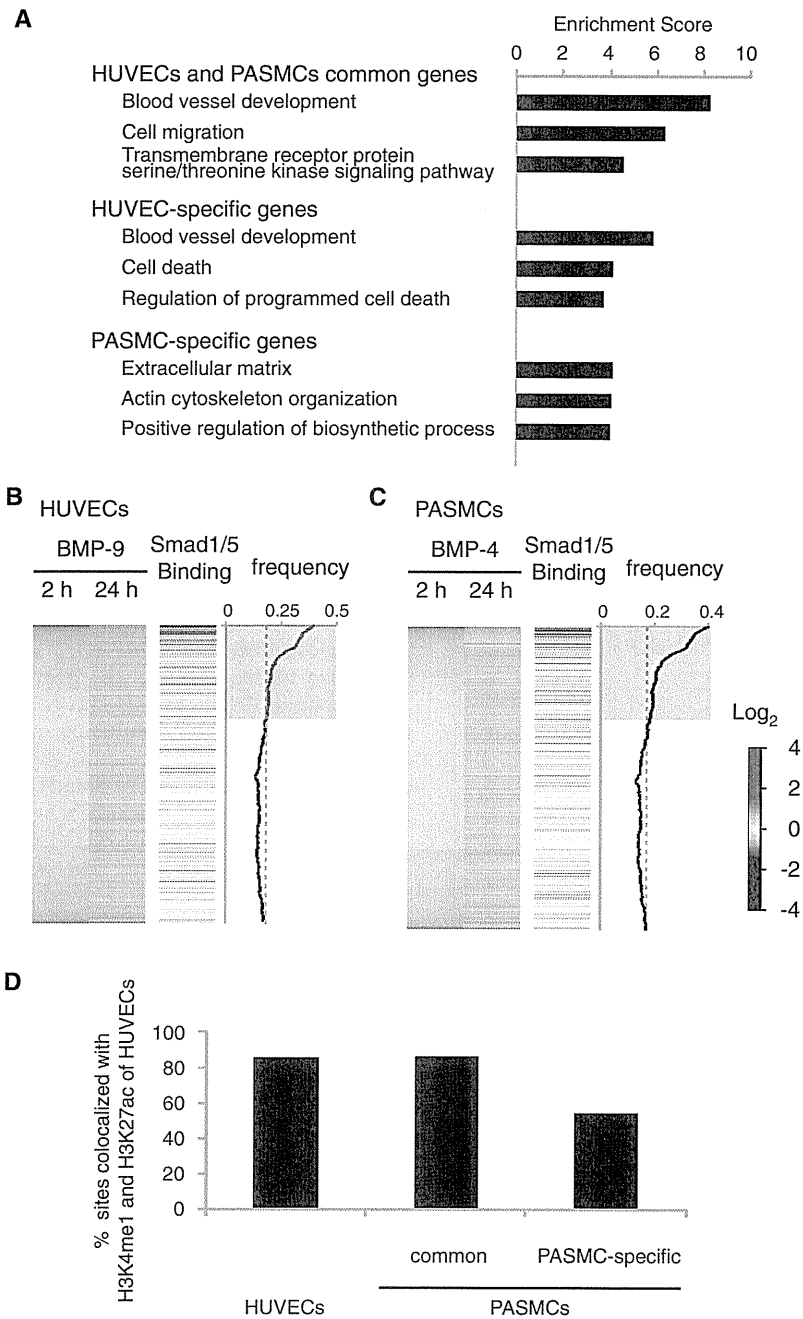 A
Enrichment Score
0 2 4 6 8 10
HUVECs and PASMCs common genes
Blood vessel development
Cell migration
Transmembrane receptor protein
serine/threonine kinase signaling pathway
HUVEC-specific genes
Blood vessel development
Cell death
Regulation of programmed cell death
PASMC-specific genes
Extracellular matrix
Actin cytoskeleton organization
Positive regulation of biosynthetic process
B
HUVECs
BMP-9
2 h 24 h
Smad1/5
Binding
frequency
0 0.25 0.5
C
PASMCs
BMP-4
2 h 24 h
Smad1/5
Binding
frequency
0 0.2 0.4
Log2
4
2
0
-2
-4
D
% sites colocalized with
H3K4me1 and H3K27ac of HUVECs
100
80
60
40
20
0
common PASMC-specific
HUVECs PASMCs